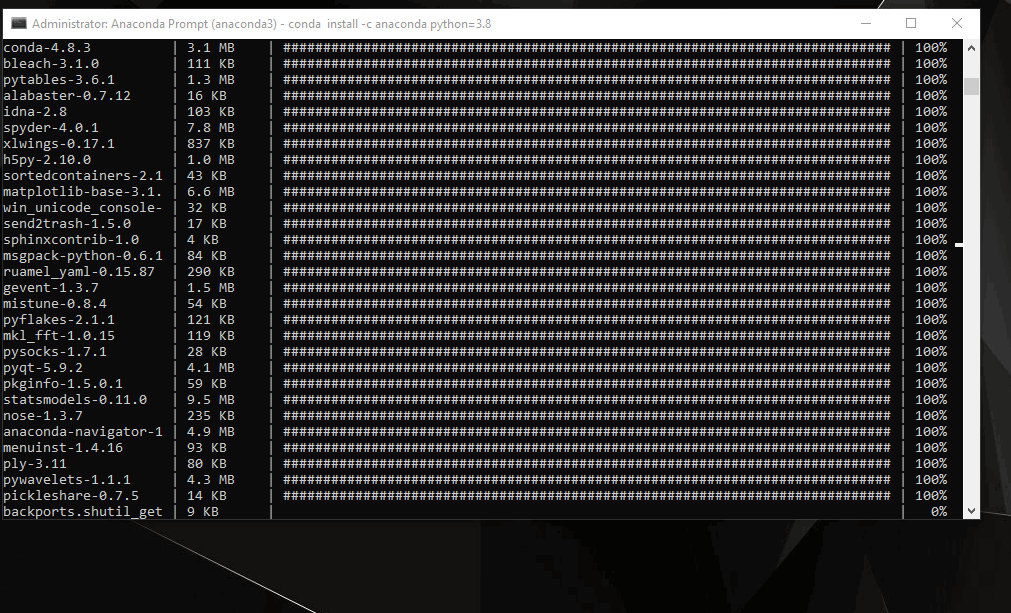 Administrator: Anaconda Prompt (anaconda3) - conda  install -c anaconda python=3.8
conda-4.8.3 | 3.1 MB | ############################################################################ | 100%
bleach-3.1.0 | 111 KB | ############################################################################ | 100%
pytables-3.6.1 | 1.3 MB | ############################################################################ | 100%
alabaster-0.7.12 | 16 KB | ############################################################################ | 100%
idna-2.8 | 103 KB | ############################################################################ | 100%
spyder-4.0.1 | 7.8 MB | ############################################################################ | 100%
xlwings-0.17.1 | 837 KB | ############################################################################ | 100%
h5py-2.10.0 | 1.0 MB | ############################################################################ | 100%
sortedcontainers-2.1 | 43 KB | ############################################################################ | 100%
matplotlib-base-3.1. | 6.6 MB | ############################################################################ | 100%
win_unicode_console- | 32 KB | ############################################################################ | 100%
send2trash-1.5.0 | 17 KB | ############################################################################ | 100%
sphinxcontrib-1.0 | 4 KB | ############################################################################ | 100%
msgpack-python-0.6.1 | 84 KB | ############################################################################ | 100%
ruamel_yaml-0.15.87 | 290 KB | ############################################################################ | 100%
gevent-1.3.7 | 1.5 MB | ############################################################################ | 100%
mistune-0.8.4 | 54 KB | ############################################################################ | 100%
pyflakes-2.1.1 | 121 KB | ############################################################################ | 100%
mkl_fft-1.0.15 | 119 KB | ############################################################################ | 100%
pysocks-1.7.1 | 28 KB | ############################################################################ | 100%
pyqt-5.9.2 | 4.1 MB | ############################################################################ | 100%
pkginfo-1.5.0.1 | 59 KB | ############################################################################ | 100%
statsmodels-0.11.0 | 9.5 MB | ############################################################################ | 100%
nose-1.3.7 | 235 KB | ############################################################################ | 100%
anaconda-navigator-1 | 4.9 MB | ############################################################################ | 100%
menuinst-1.4.16 | 93 KB | ############################################################################ | 100%
ply-3.11 | 80 KB | ############################################################################ | 100%
pywavelets-1.1.1 | 4.3 MB | ############################################################################ | 100%
pickleshare-0.7.5 | 14 KB | ############################################################################ | 100%
backports.shutil_get | 9 KB | | 0%